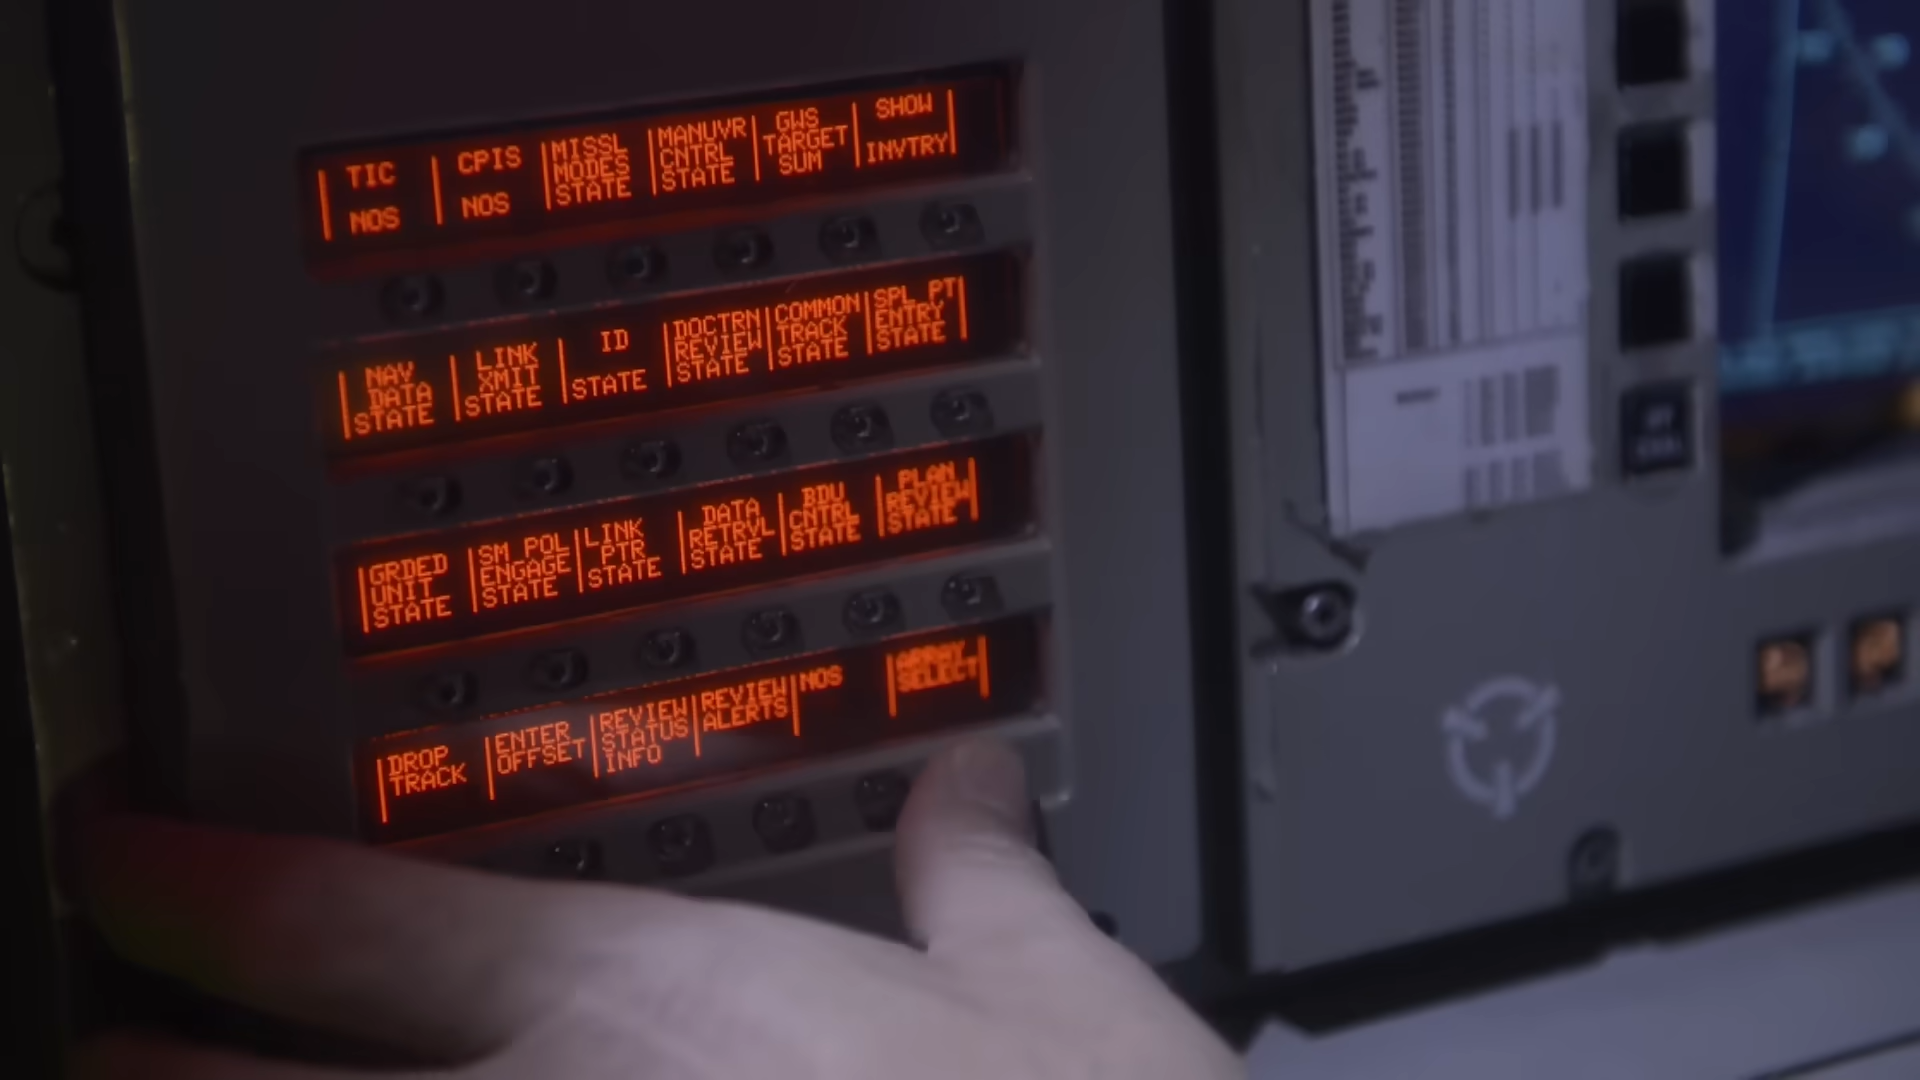 TIC
NOS
CPIS
NOS
MISSL
MODES
STATE
MANUVR
CNTRL
STATE
GWS
TARGET
SUM
SHOW
INVTRY
NAV
DATA
STATE
LINK
XMIT
STATE
ID
STATE
DOCTRN
REVIEW
STATE
COMMON
TRACK
STATE
SPL PT
ENTRY
STATE
GRDED
UNIT
STATE
SM POL
ENGAGE
STATE
LINK
PTR
STATE
DATA
RETRVL
STATE
BDU
CNTRL
STATE
PLAN
REVIEW
STATE
DROP
TRACK
ENTER
OFFSET
REVIEW
STATUS
INFO
REVIEW
ALERTS
NOS
ARRAY
SELECT